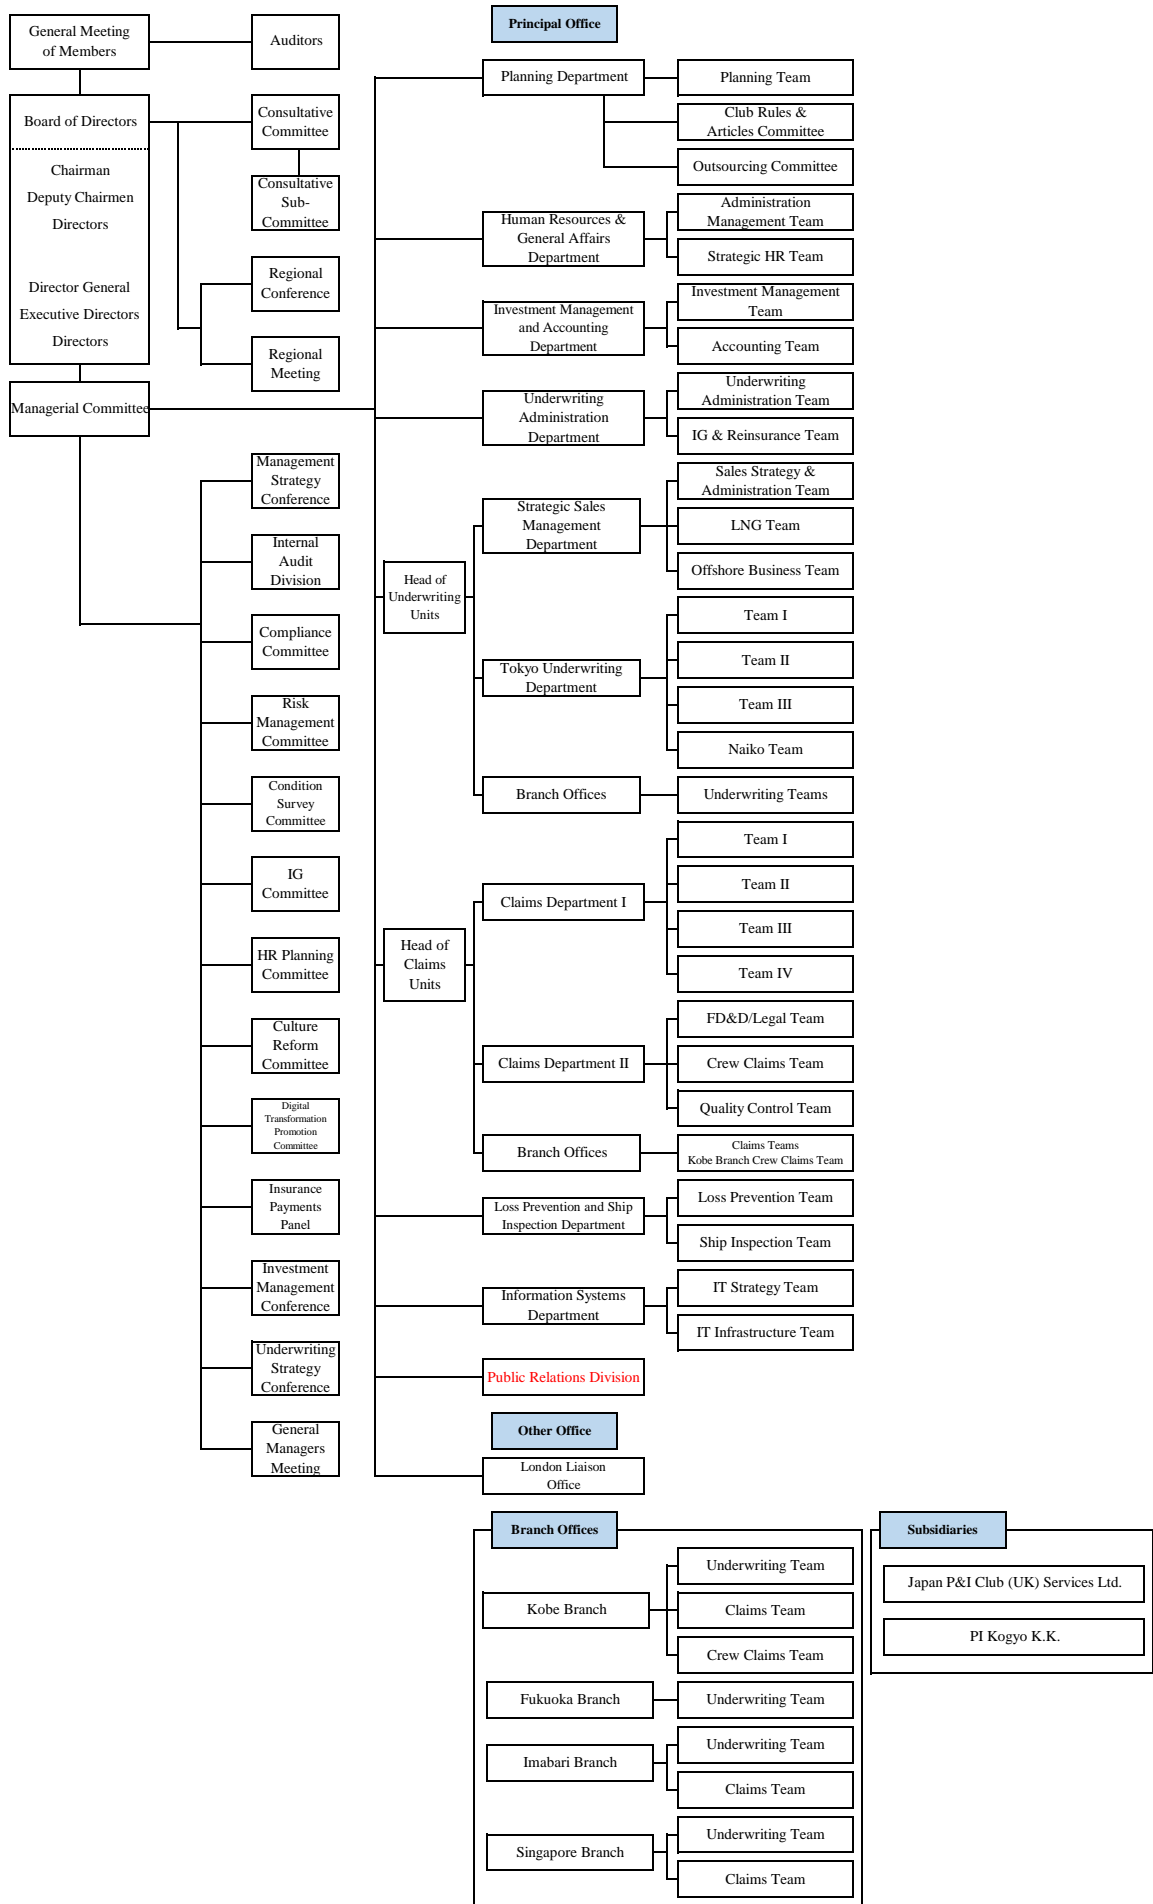 General Meeting
of Members
Auditors
Board of Directors
Chairman
Deputy Chairmen
Directors
Director General
Executive Directors
Directors
Consultative
Committee
Consultative
Sub-
Committee
Regional
Conference
Regional
Meeting
Managerial Committee
Management
Strategy
Conference
Internal
Audit
Division
Compliance
Committee
Risk
Management
Committee
Condition
Survey
Committee
IG
Committee
HR Planning
Committee
Culture
Reform
Committee
Digital
Transformation
Promotion
Committee
Insurance
Payments
Panel
Investment
Management
Conference
Underwriting
Strategy
Conference
General
Managers
Meeting
Principal Office
Planning Department
Planning Team
Club Rules &
Articles Committee
Outsourcing Committee
Human Resources &
General Affairs
Department
Administration
Management Team
Strategic HR Team
Investment Management
and Accounting
Department
Investment Management
Team
Accounting Team
Underwriting
Administration
Department
Underwriting
Administration Team
IG & Reinsurance Team
Head of
Underwriting
Units
Strategic Sales
Management
Department
Sales Strategy &
Administration Team
LNG Team
Offshore Business Team
Tokyo Underwriting
Department
Team I
Team II
Team III
Naiko Team
Branch Offices
Underwriting Teams
Head of
Claims
Units
Claims Department I
Team I
Team II
Team III
Team IV
Claims Department II
FD&D/Legal Team
Crew Claims Team
Quality Control Team
Branch Offices
Claims Teams
Kobe Branch Crew Claims Team
Loss Prevention and Ship
Inspection Department
Loss Prevention Team
Ship Inspection Team
Information Systems
Department
IT Strategy Team
IT Infrastructure Team
Public Relations Division
Other Office
London Liaison
Office
Branch Offices
Kobe Branch
Underwriting Team
Claims Team
Crew Claims Team
Fukuoka Branch
Underwriting Team
Imabari Branch
Underwriting Team
Claims Team
Singapore Branch
Underwriting Team
Claims Team
Subsidiaries
Japan P&I Club (UK) Services Ltd.
PI Kogyo K.K.